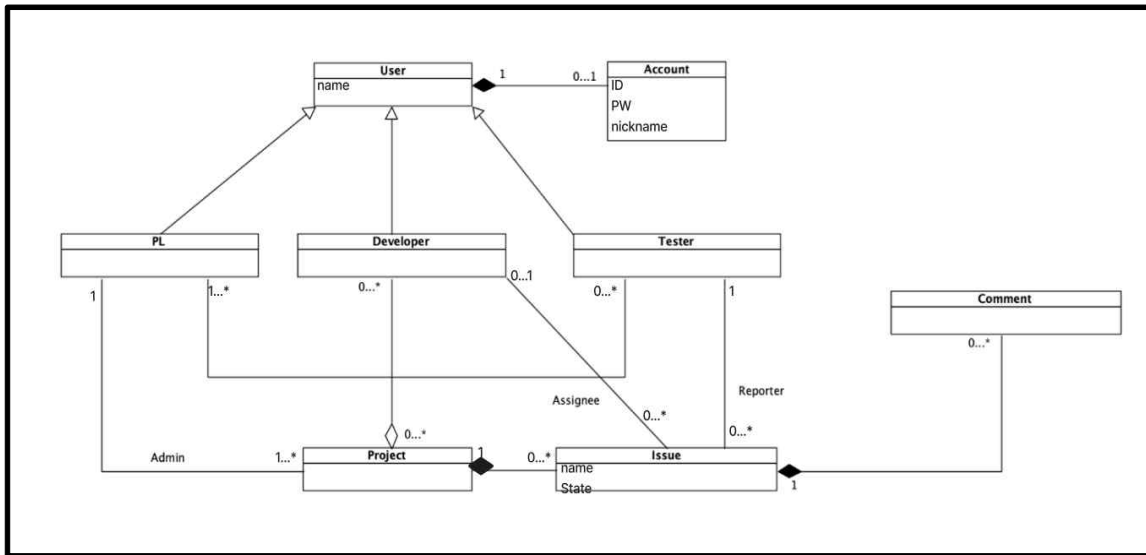 User
name
1
0...1
Account
ID
PW
nickname
PL
Developer
Tester
1
1...*
0...*
0...1
0...*
1
Comment
0...*
Assignee
Reporter
0...*
0...*
0...*
Admin
1...*
Project
1
0...*
Issue
name
State
1